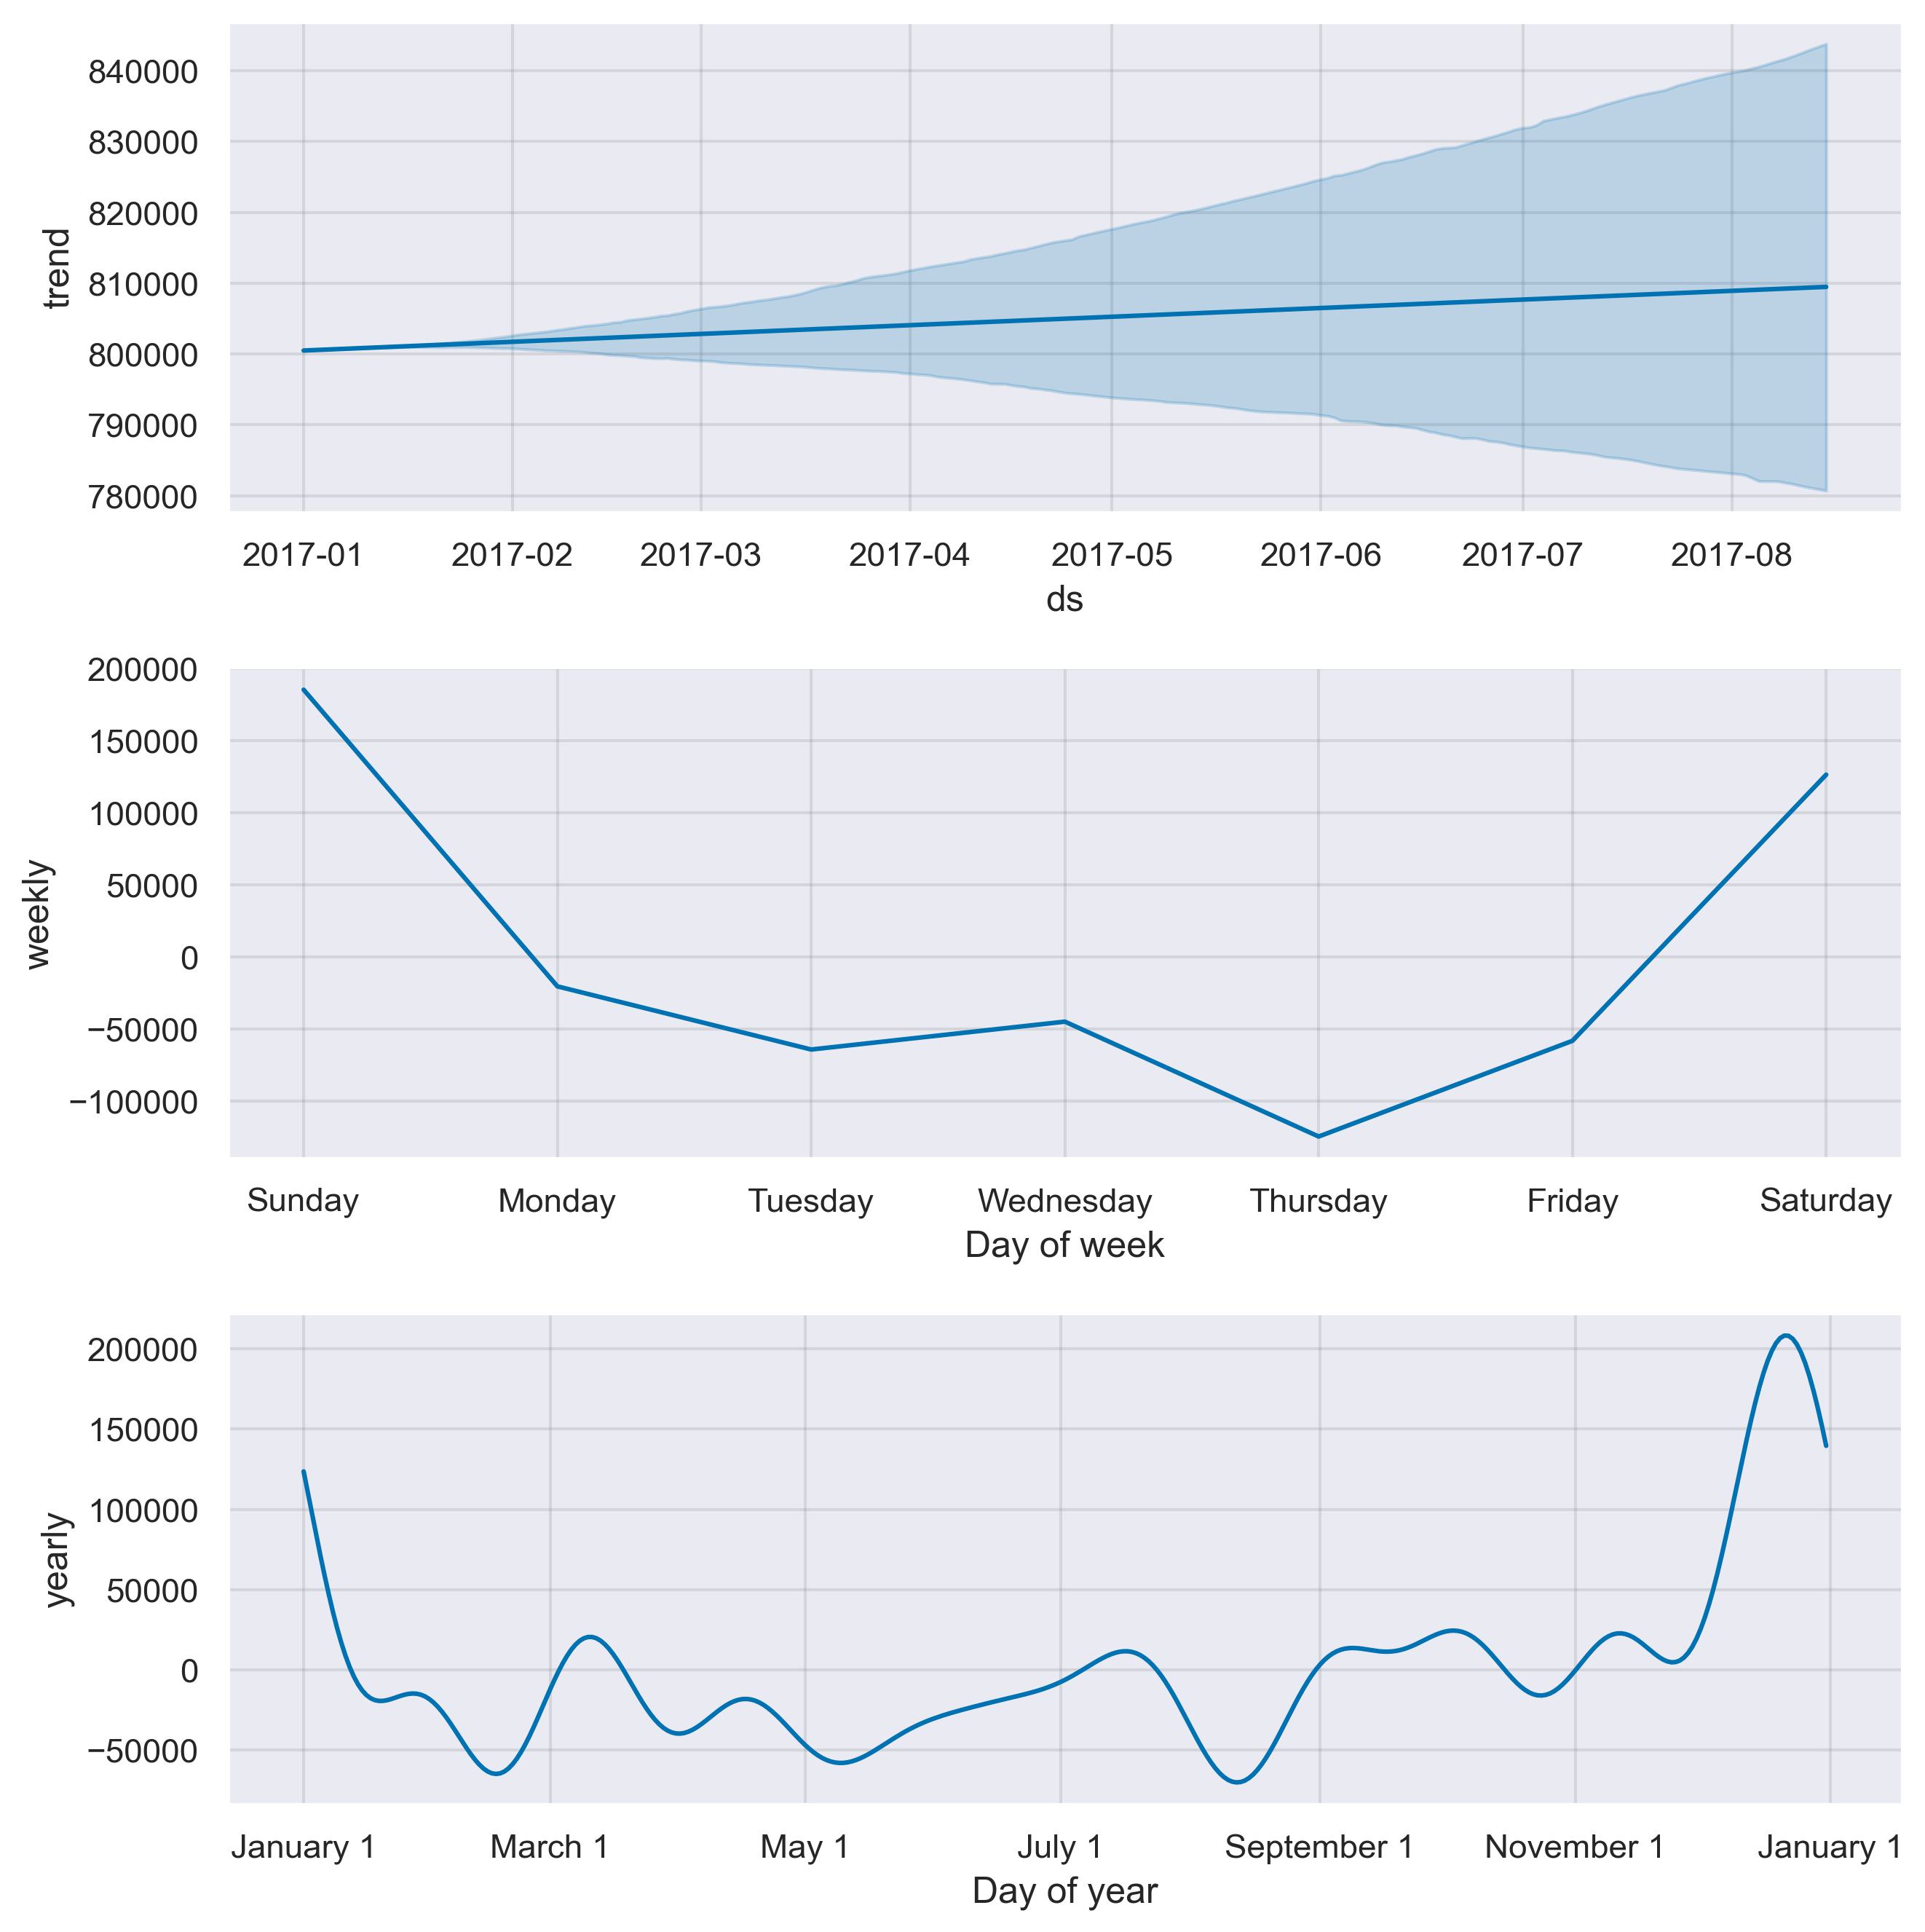 840000
830000
820000
810000
800000
790000
780000
trend
2017-01 2017-02 2017-03 2017-04 2017-05 2017-06 2017-07 2017-08
ds
200000
150000
100000
50000
0
−50000
−100000
weekly
Sunday Monday Tuesday Wednesday Thursday Friday Saturday
Day of week
200000
150000
100000
50000
0
−50000
yearly
January 1 March 1 May 1 July 1 September 1 November 1 January 1
Day of year